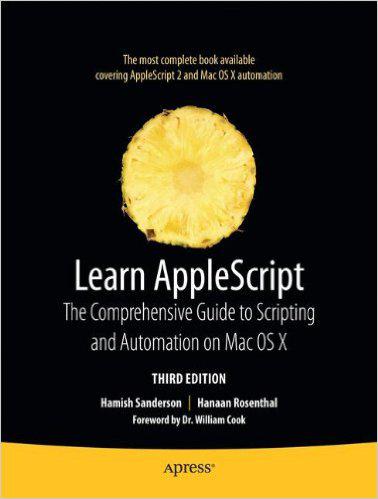 The most complete book available
covering AppleScript 2 and Mac OS X automation
Learn AppleScript
The Comprehensive Guide to Scripting
and Automation on Mac OS X
THIRD EDITION
Hamish Sanderson | Hanaan Rosenthal
Foreword by Dr. William Cook
Apress®